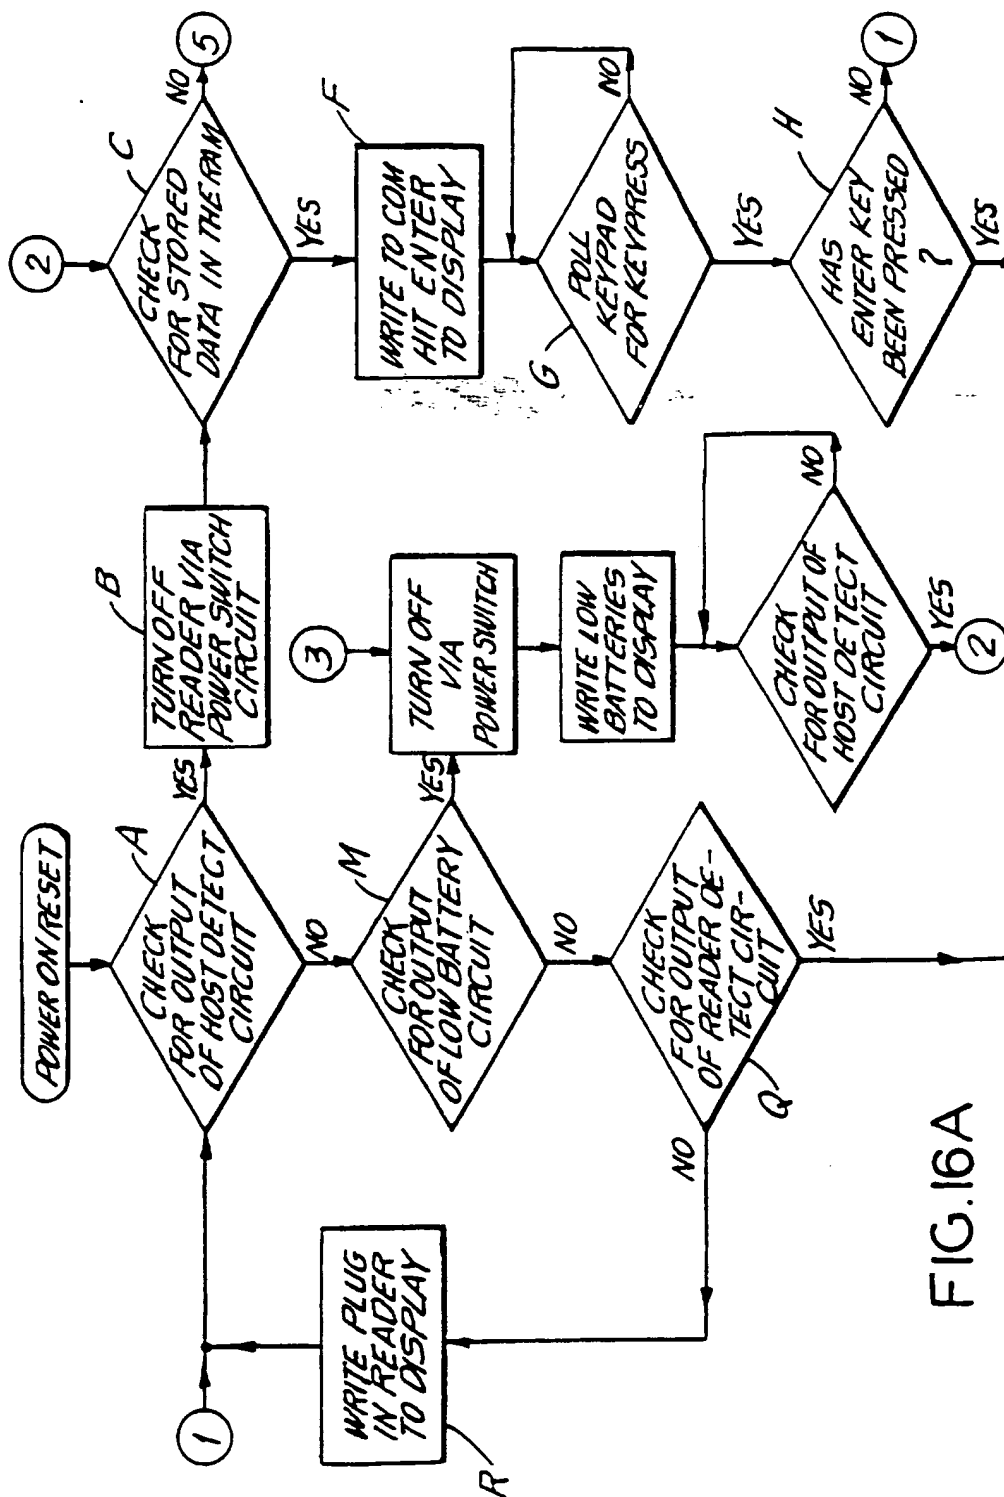 POWER ON RESET
CHECK
FOR OUTPUT
OF HOST DETECT
CIRCUIT
A
YES
NO
TURN OFF
READER VIA
POWER SWITCH
CIRCUIT
B
2
CHECK
FOR STORED
DATA IN THE RAM
C
NO
5
YES
WRITE TO COM
HIT ENTER
TO DISPLAY
F
POLL
KEYPAD
FOR KEYPRESS
G
NO
YES
HAS
ENTER KEY
BEEN PRESSED
?
H
NO
1
YES
CHECK
FOR OUTPUT
OF LOW BATTERY
CIRCUIT
M
YES
NO
3
TURN OFF
VIA
POWER SWITCH
WRITE LOW
BATTERIES
TO DISPLAY
CHECK
FOR OUTPUT OF
HOST DETECT
CIRCUIT
NO
YES
2
CHECK
FOR OUTPUT
OF READER DE-
TECT CIR-
CUIT
Q
NO
YES
WRITE PLUG
IN READER
TO DISPLAY
R
1
FIG.16A